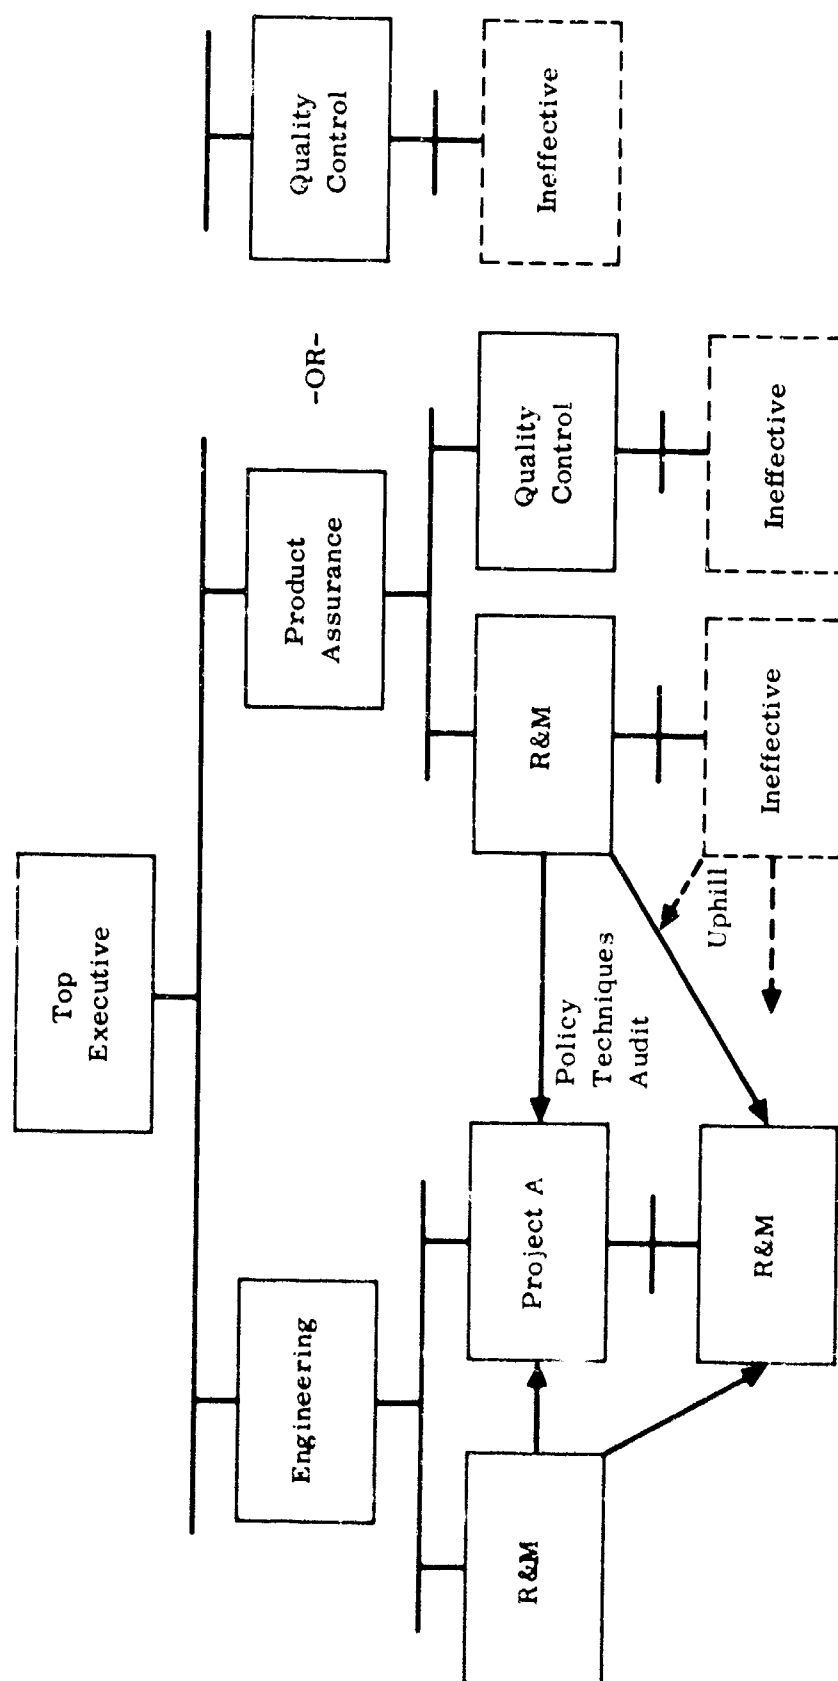 Top
Executive
Engineering
Product
Assurance
-OR-
Quality
Control
R&M
Project A
Policy
Techniques
Audit
R&M
Quality
Control
Ineffective
R&M
Uphill
Ineffective
Ineffective